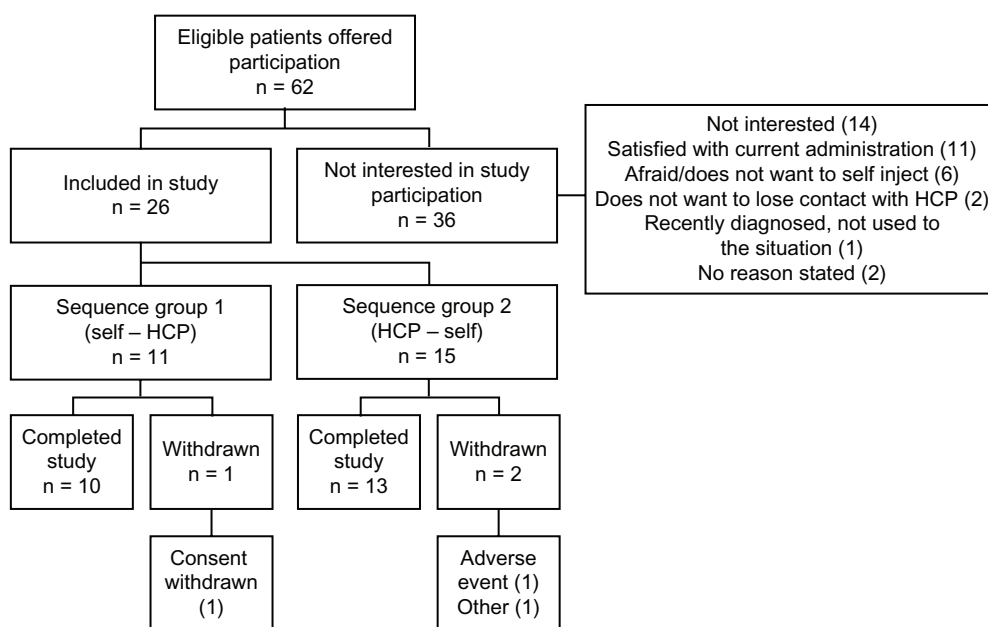 Eligible patients offered
participation
n = 62
Included in study
n = 26
Not interested in study
participation
n = 36
Not interested (14)
Satisfied with current administration (11)
Afraid/does not want to self inject (6)
Does not want to lose contact with HCP (2)
Recently diagnosed, not used to
the situation (1)
No reason stated (2)
Sequence group 1
(self – HCP)
n = 11
Sequence group 2
(HCP – self)
n = 15
Completed
study
n = 10
Withdrawn
n = 1
Completed
study
n = 13
Withdrawn
n = 2
Consent
withdrawn
(1)
Adverse
event (1)
Other (1)